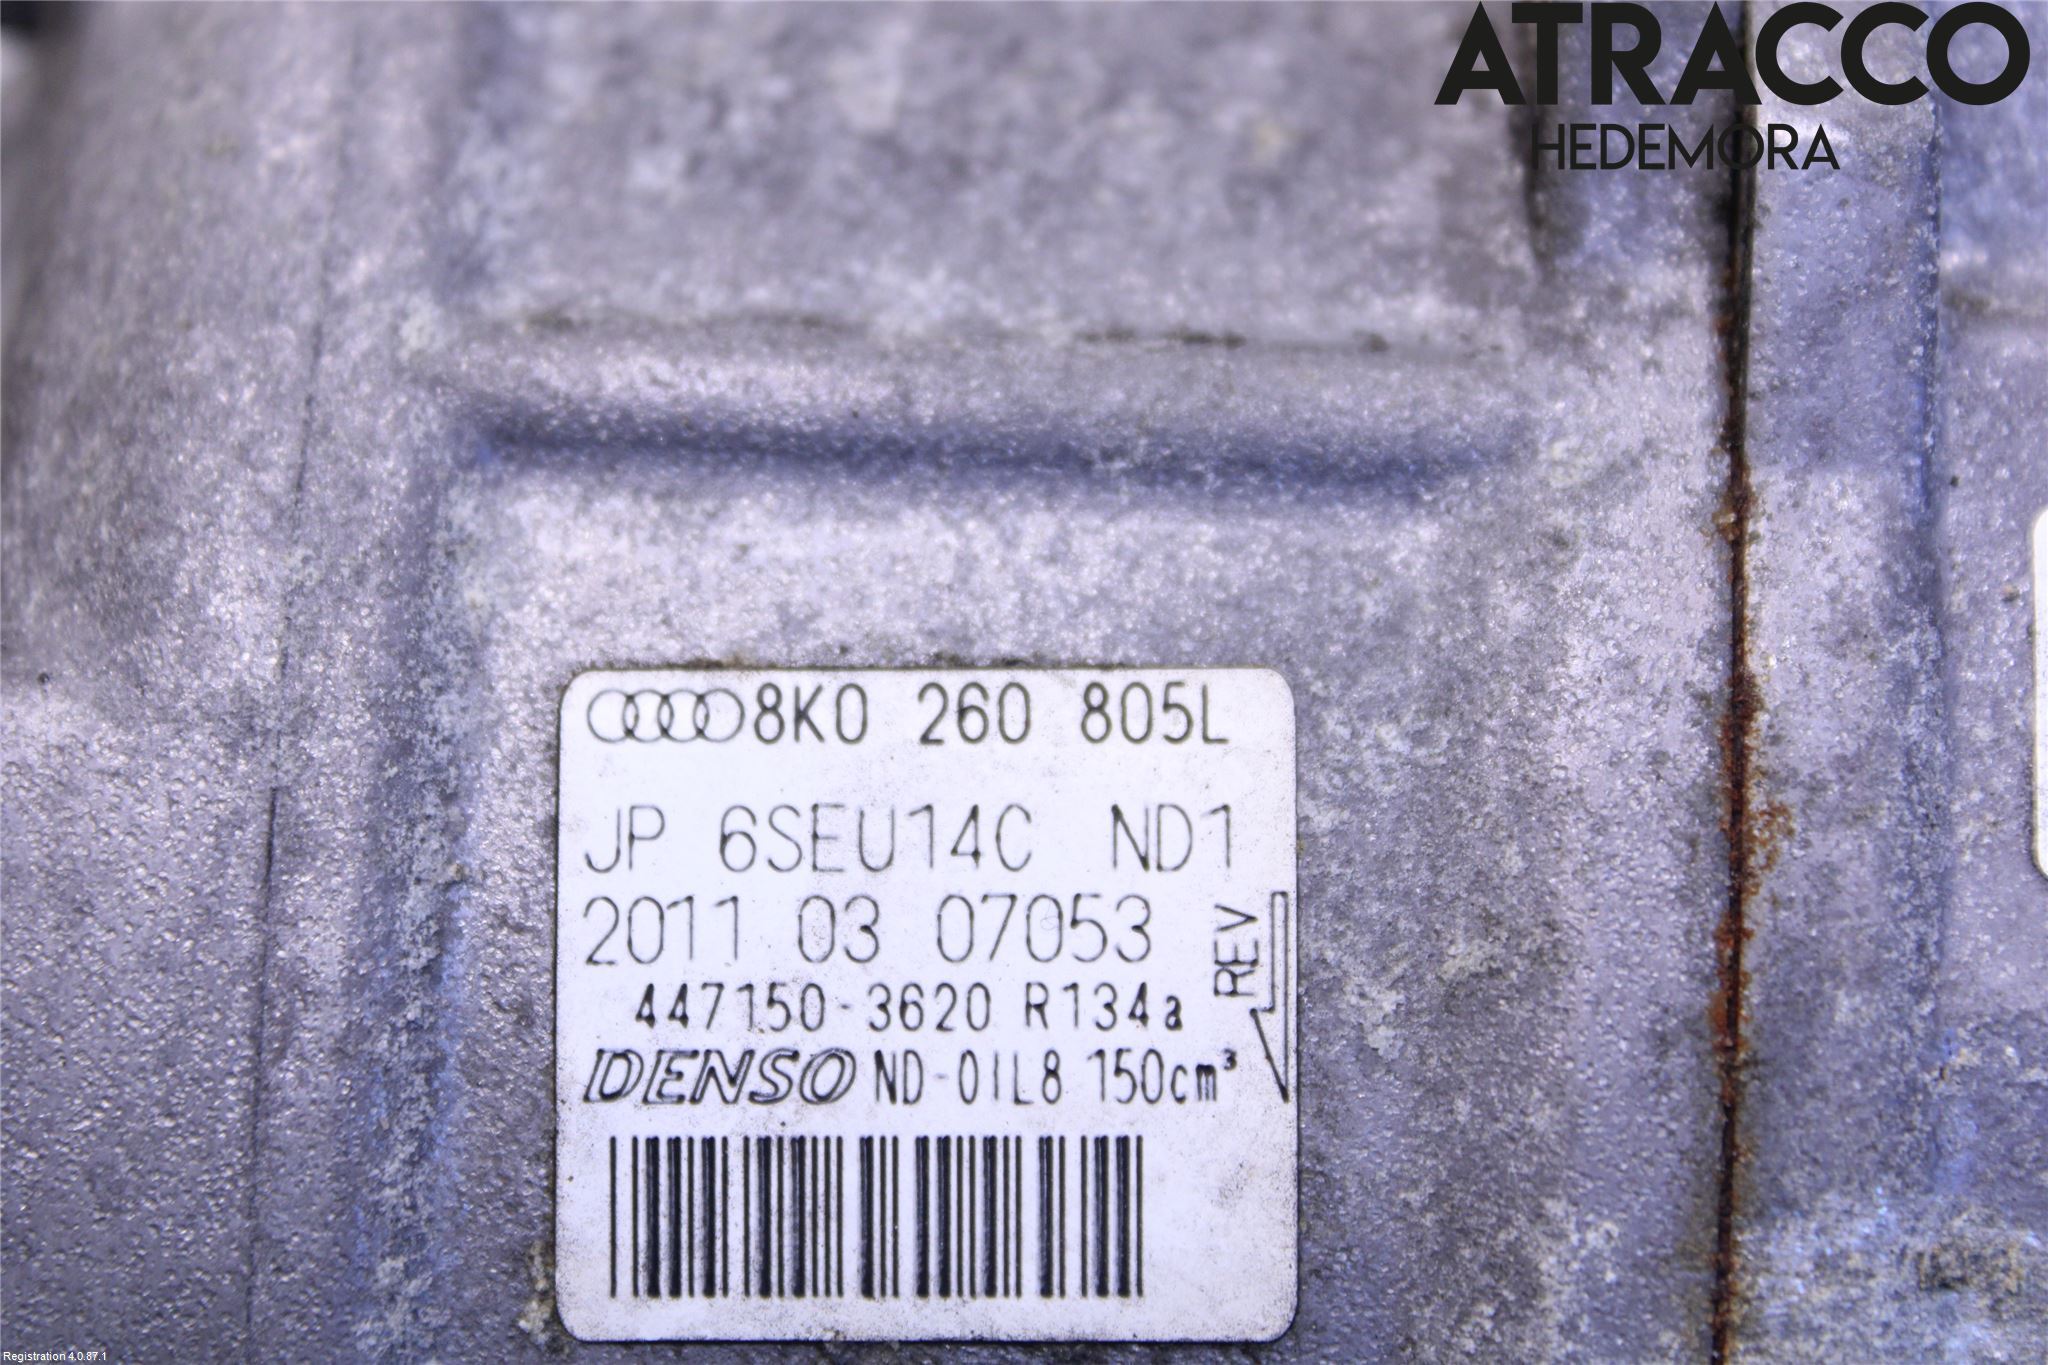 ATRACCO
HEDEMORA
8K0 260 805L
JP 6SEU14C ND1
2011 03 07053
REV
447150-3620 R134a
DENSO ND-OIL8 150cm³
Registration 4.0.87.1